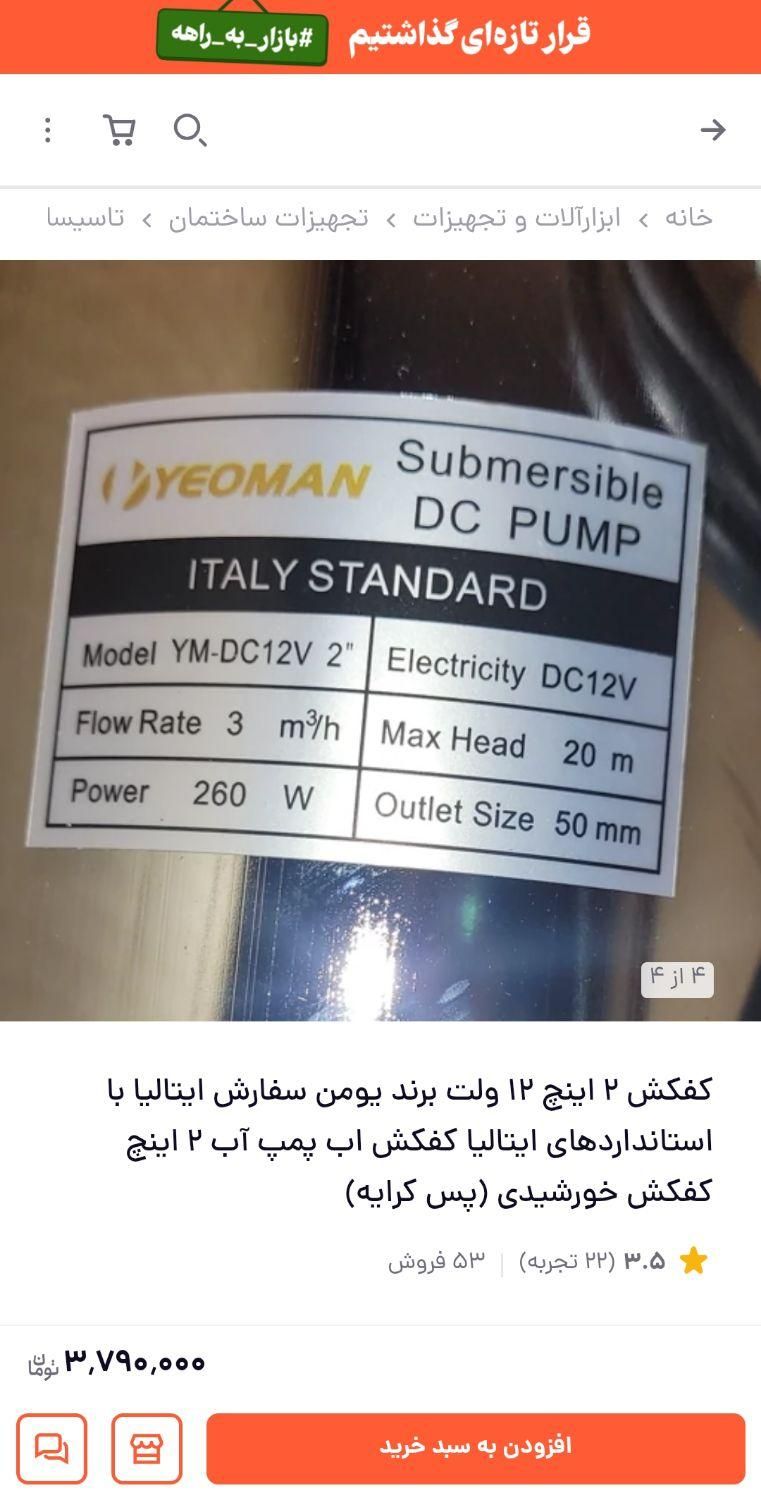 قرار تازه‌ای گذاشتیم #بازار_به_راهه
خانه › ابزارآلات و تجهیزات › تجهیزات ساختمان › تاسیسا
YEOMAN Submersible DC PUMP
ITALY STANDARD
Model YM-DC12V 2" Electricity DC12V
Flow Rate 3 m³/h Max Head 20 m
Power 260 W Outlet Size 50 mm
۴ از ۴
کفکش ۲ اینچ ۱۲ ولت برند یومن سفارش ایتالیا با
استانداردهای ایتالیا کفکش اب پمپ آب ۲ اینچ
کفکش خورشیدی (پس کرایه)
۳.۵ (۲۲ تجربه) | ۵۳ فروش
۳,۷۹۰,۰۰۰ تومان
افزودن به سبد خرید